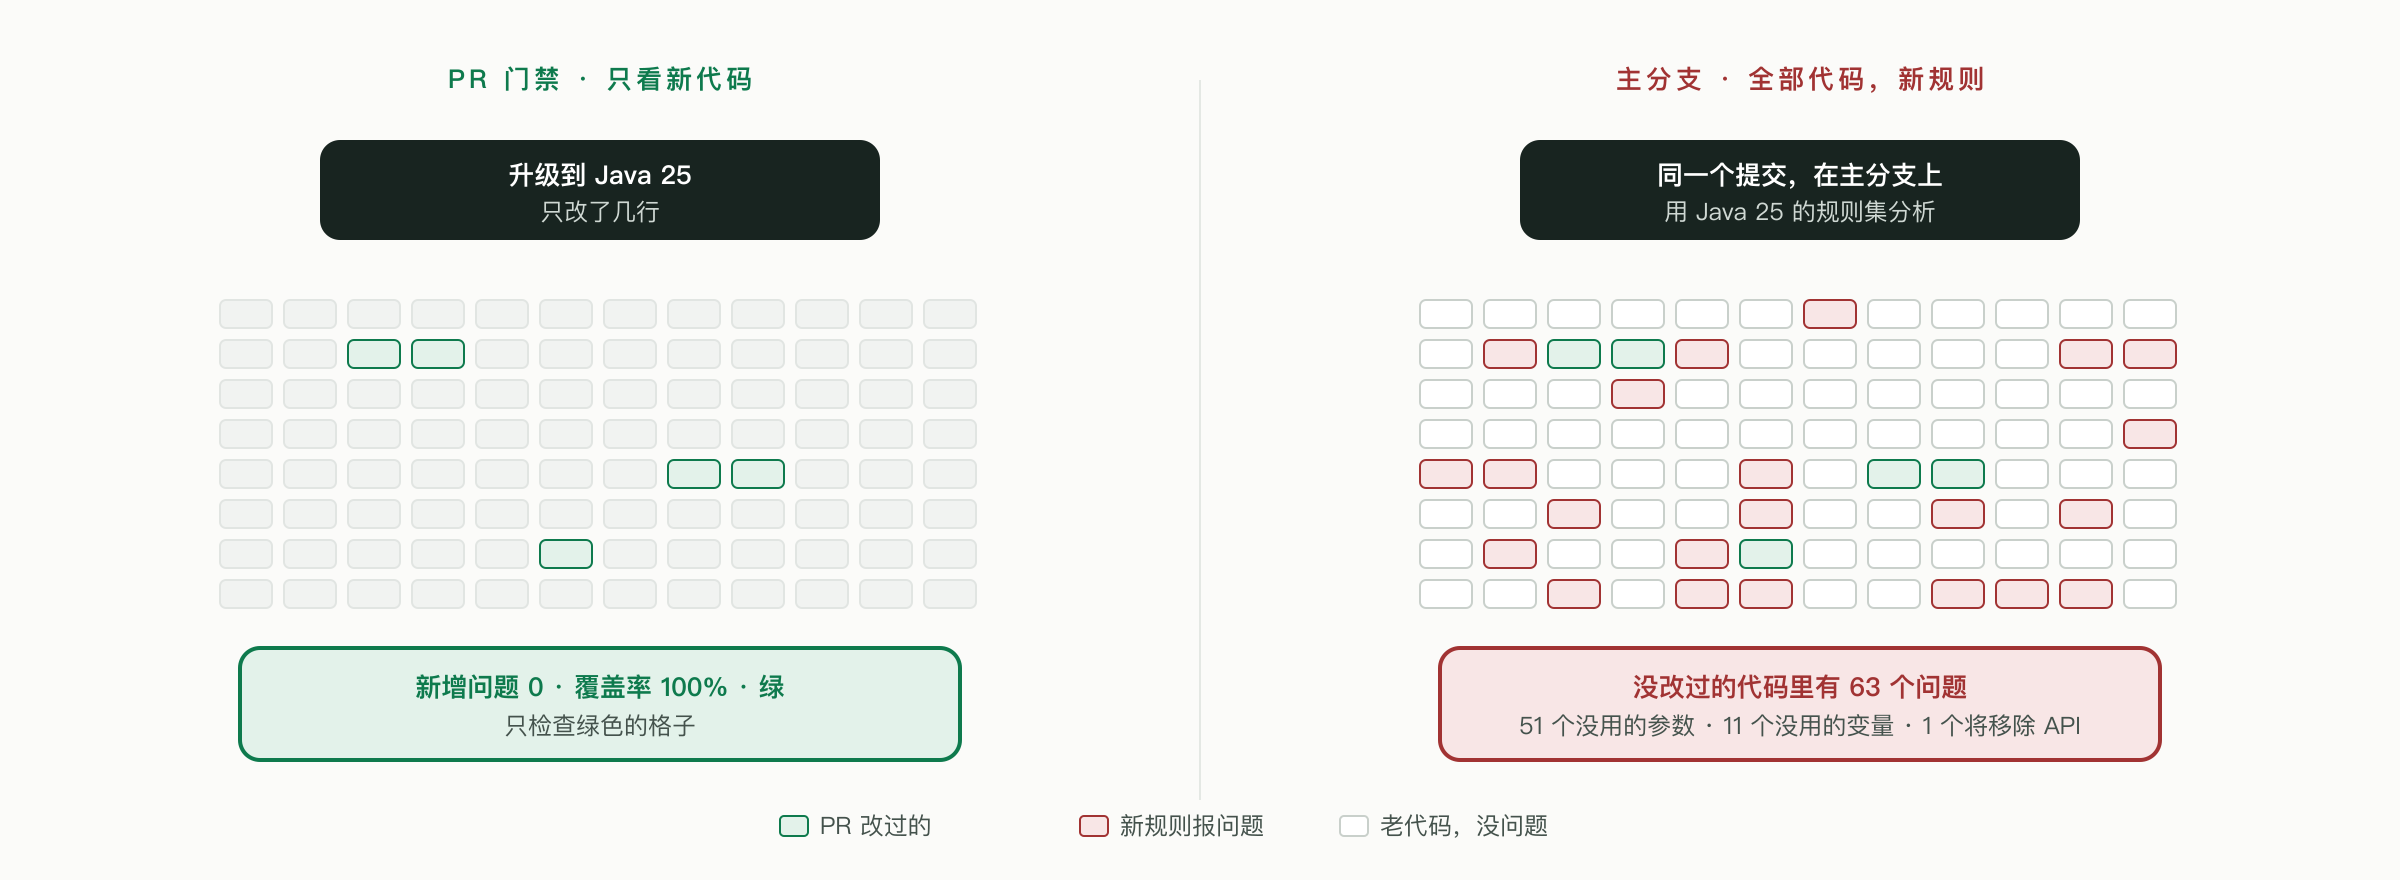 PR 门禁 · 只看新代码
升级到 Java 25
只改了几行
新增问题 0 · 覆盖率 100% · 绿
只检查绿色的格子
主分支 · 全部代码，新规则
同一个提交，在主分支上
用 Java 25 的规则集分析
没改过的代码里有 63 个问题
51 个没用的参数 · 11 个没用的变量 · 1 个将移除 API
PR 改过的
新规则报问题
老代码，没问题